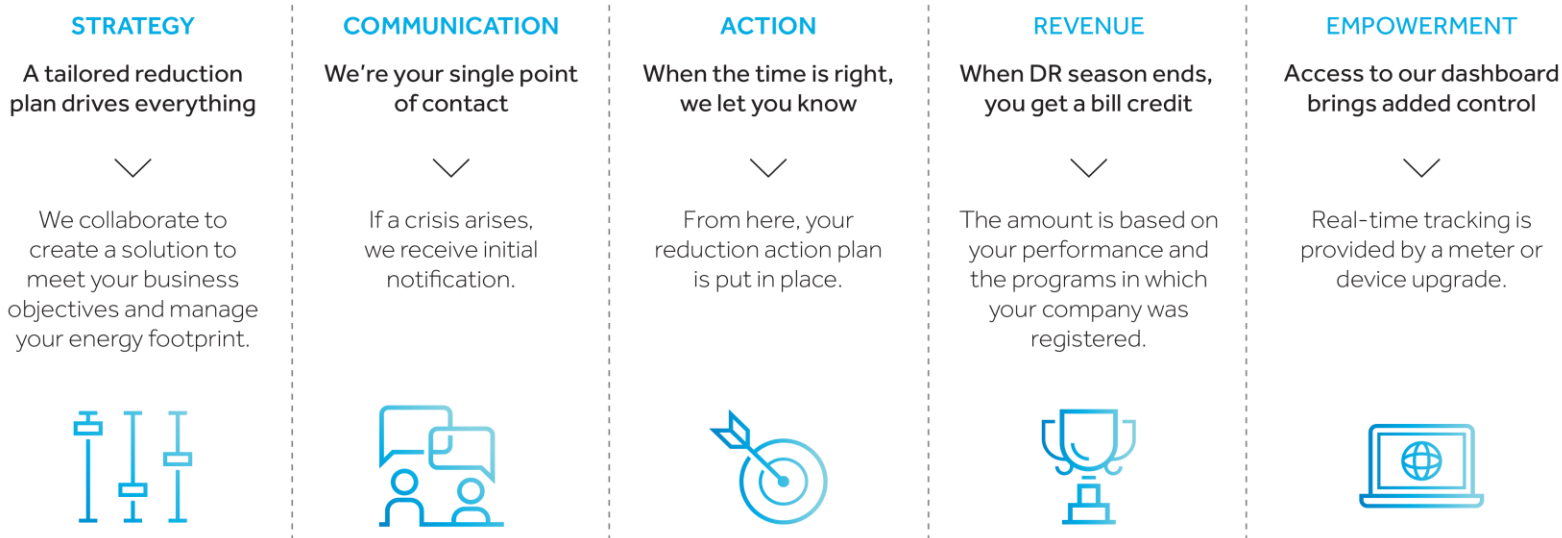 STRATEGY
A tailored reduction
plan drives everything
We collaborate to
create a solution to
meet your business
objectives and manage
your energy footprint.
COMMUNICATION
We’re your single point
of contact
If a crisis arises,
we receive initial
notification.
ACTION
When the time is right,
we let you know
From here, your
reduction action plan
is put in place.
REVENUE
When DR season ends,
you get a bill credit
The amount is based on
your performance and
the programs in which
your company was
registered.
EMPOWERMENT
Access to our dashboard
brings added control
Real-time tracking is
provided by a meter or
device upgrade.